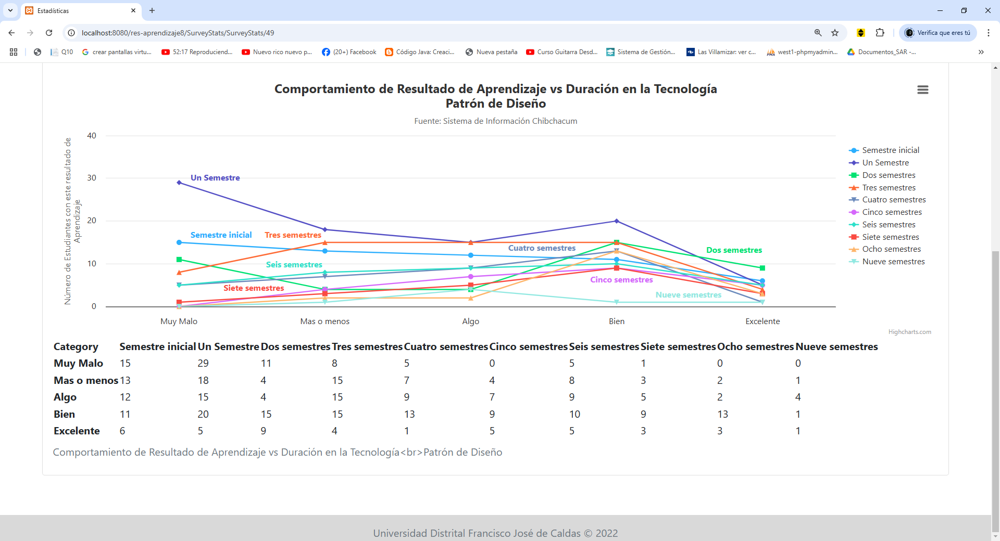 Estadísticas
localhost:8080/res-aprendizaje8/SurveyStats/SurveyStats/49
Verifica que eres tú
Q10
crear pantallas virtu...
52:17 Reproduciend...
Nuevo rico nuevo p...
(20+) Facebook
Código Java: Creaci...
Nueva pestaña
Curso Guitarra Desd...
Sistema de Gestión...
Las Villamizar: ver c...
west1-phpmyadmin...
Documentos_SAR -...
Comportamiento de Resultado de Aprendizaje vs Duración en la Tecnología
Patrón de Diseño
Fuente: Sistema de Información Chibchacum
Número de Estudiantes con este resultado de
Aprendizaje
40
30
20
10
0
Un Semestre
Semestre inicial
Tres semestres
Seis semestres
Siete semestres
Cuatro semestres
Cinco semestres
Dos semestres
Nueve semestres
Muy Malo
Mas o menos
Algo
Bien
Excelente
Semestre inicial
Un Semestre
Dos semestres
Tres semestres
Cuatro semestres
Cinco semestres
Seis semestres
Siete semestres
Ocho semestres
Nueve semestres
Highcharts.com
Category Semestre inicial Un Semestre Dos semestres Tres semestres Cuatro semestres Cinco semestres Seis semestres Siete semestres Ocho semestres Nueve semestres
Muy Malo 15 29 11 8 5 0 5 1 0 0
Mas o menos 13 18 4 15 7 4 8 3 2 1
Algo 12 15 4 15 9 7 9 5 2 4
Bien 11 20 15 15 13 9 10 9 13 1
Excelente 6 5 9 4 1 5 5 3 3 1
Comportamiento de Resultado de Aprendizaje vs Duración en la Tecnología<br>Patrón de Diseño
Universidad Distrital Francisco José de Caldas © 2022